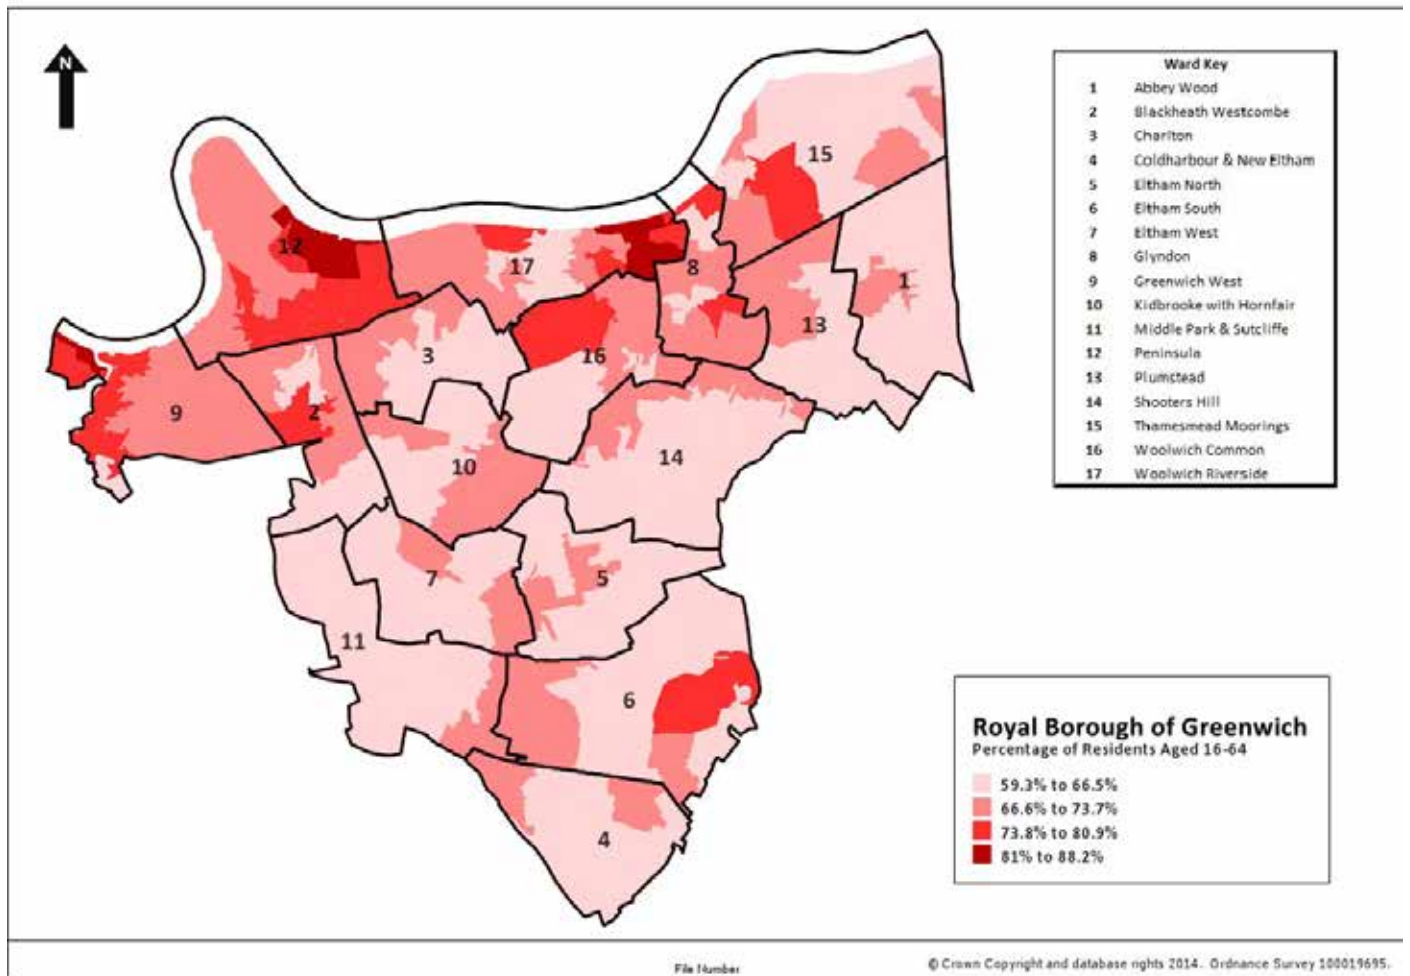 N
Ward Key
1 Abbey Wood
2 Blackheath Westcombe
3 Charlton
4 Coldharbour & New Eltham
5 Eltham North
6 Eltham South
7 Eltham West
8 Glyndon
9 Greenwich West
10 Kidbrooke with Hornfair
11 Middle Park & Sutcliffe
12 Peninsula
13 Plumstead
14 Shooters Hill
15 Thamesmead Moorings
16 Woolwich Common
17 Woolwich Riverside
15
12
17
8
1
13
3
16
9
2
10
14
7
5
11
6
4
Royal Borough of Greenwich
Percentage of Residents Aged 16-64
59.3% to 66.5%
66.6% to 73.7%
73.8% to 80.9%
81% to 88.2%
File Number
© Crown Copyright and database rights 2014. Ordnance Survey 100019695.